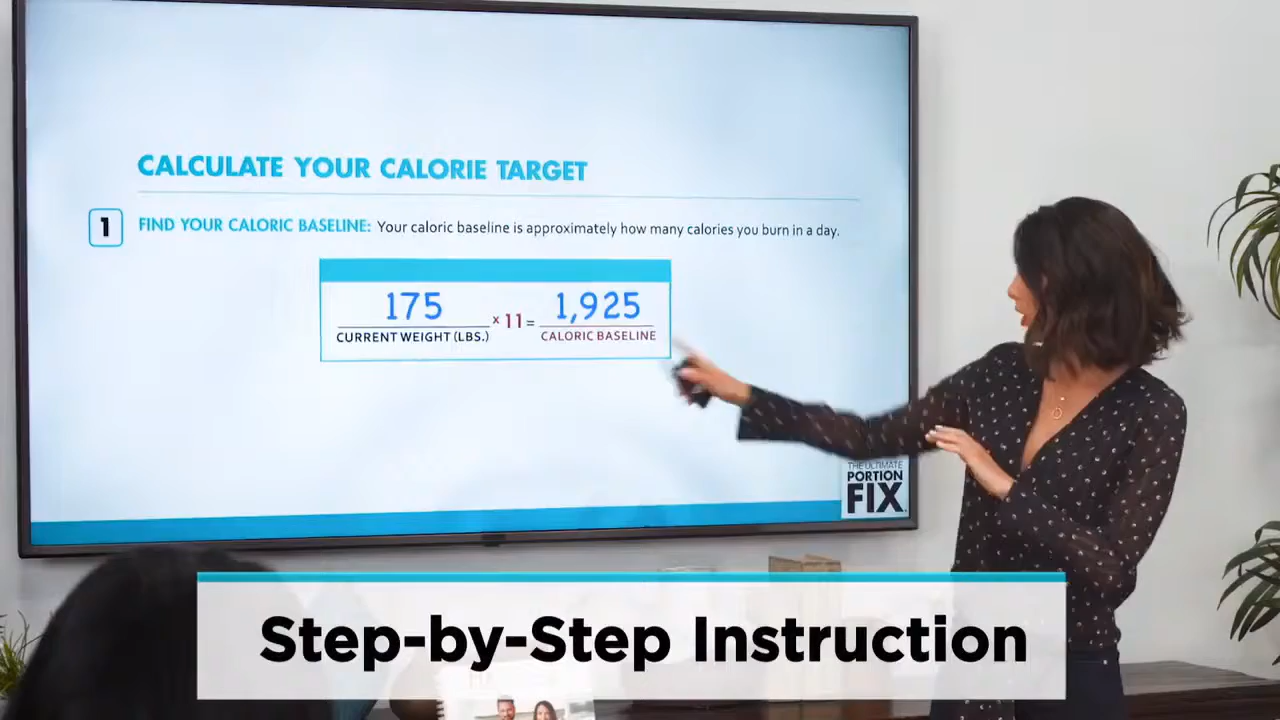 CALCULATE YOUR CALORIE TARGET
1 FIND YOUR CALORIC BASELINE: Your caloric baseline is approximately how many calories you burn in a day.
175 × 11 = 1,925
CURRENT WEIGHT (LBS.) CALORIC BASELINE
THE ULTIMATE
PORTION
FIX
Step-by-Step Instruction